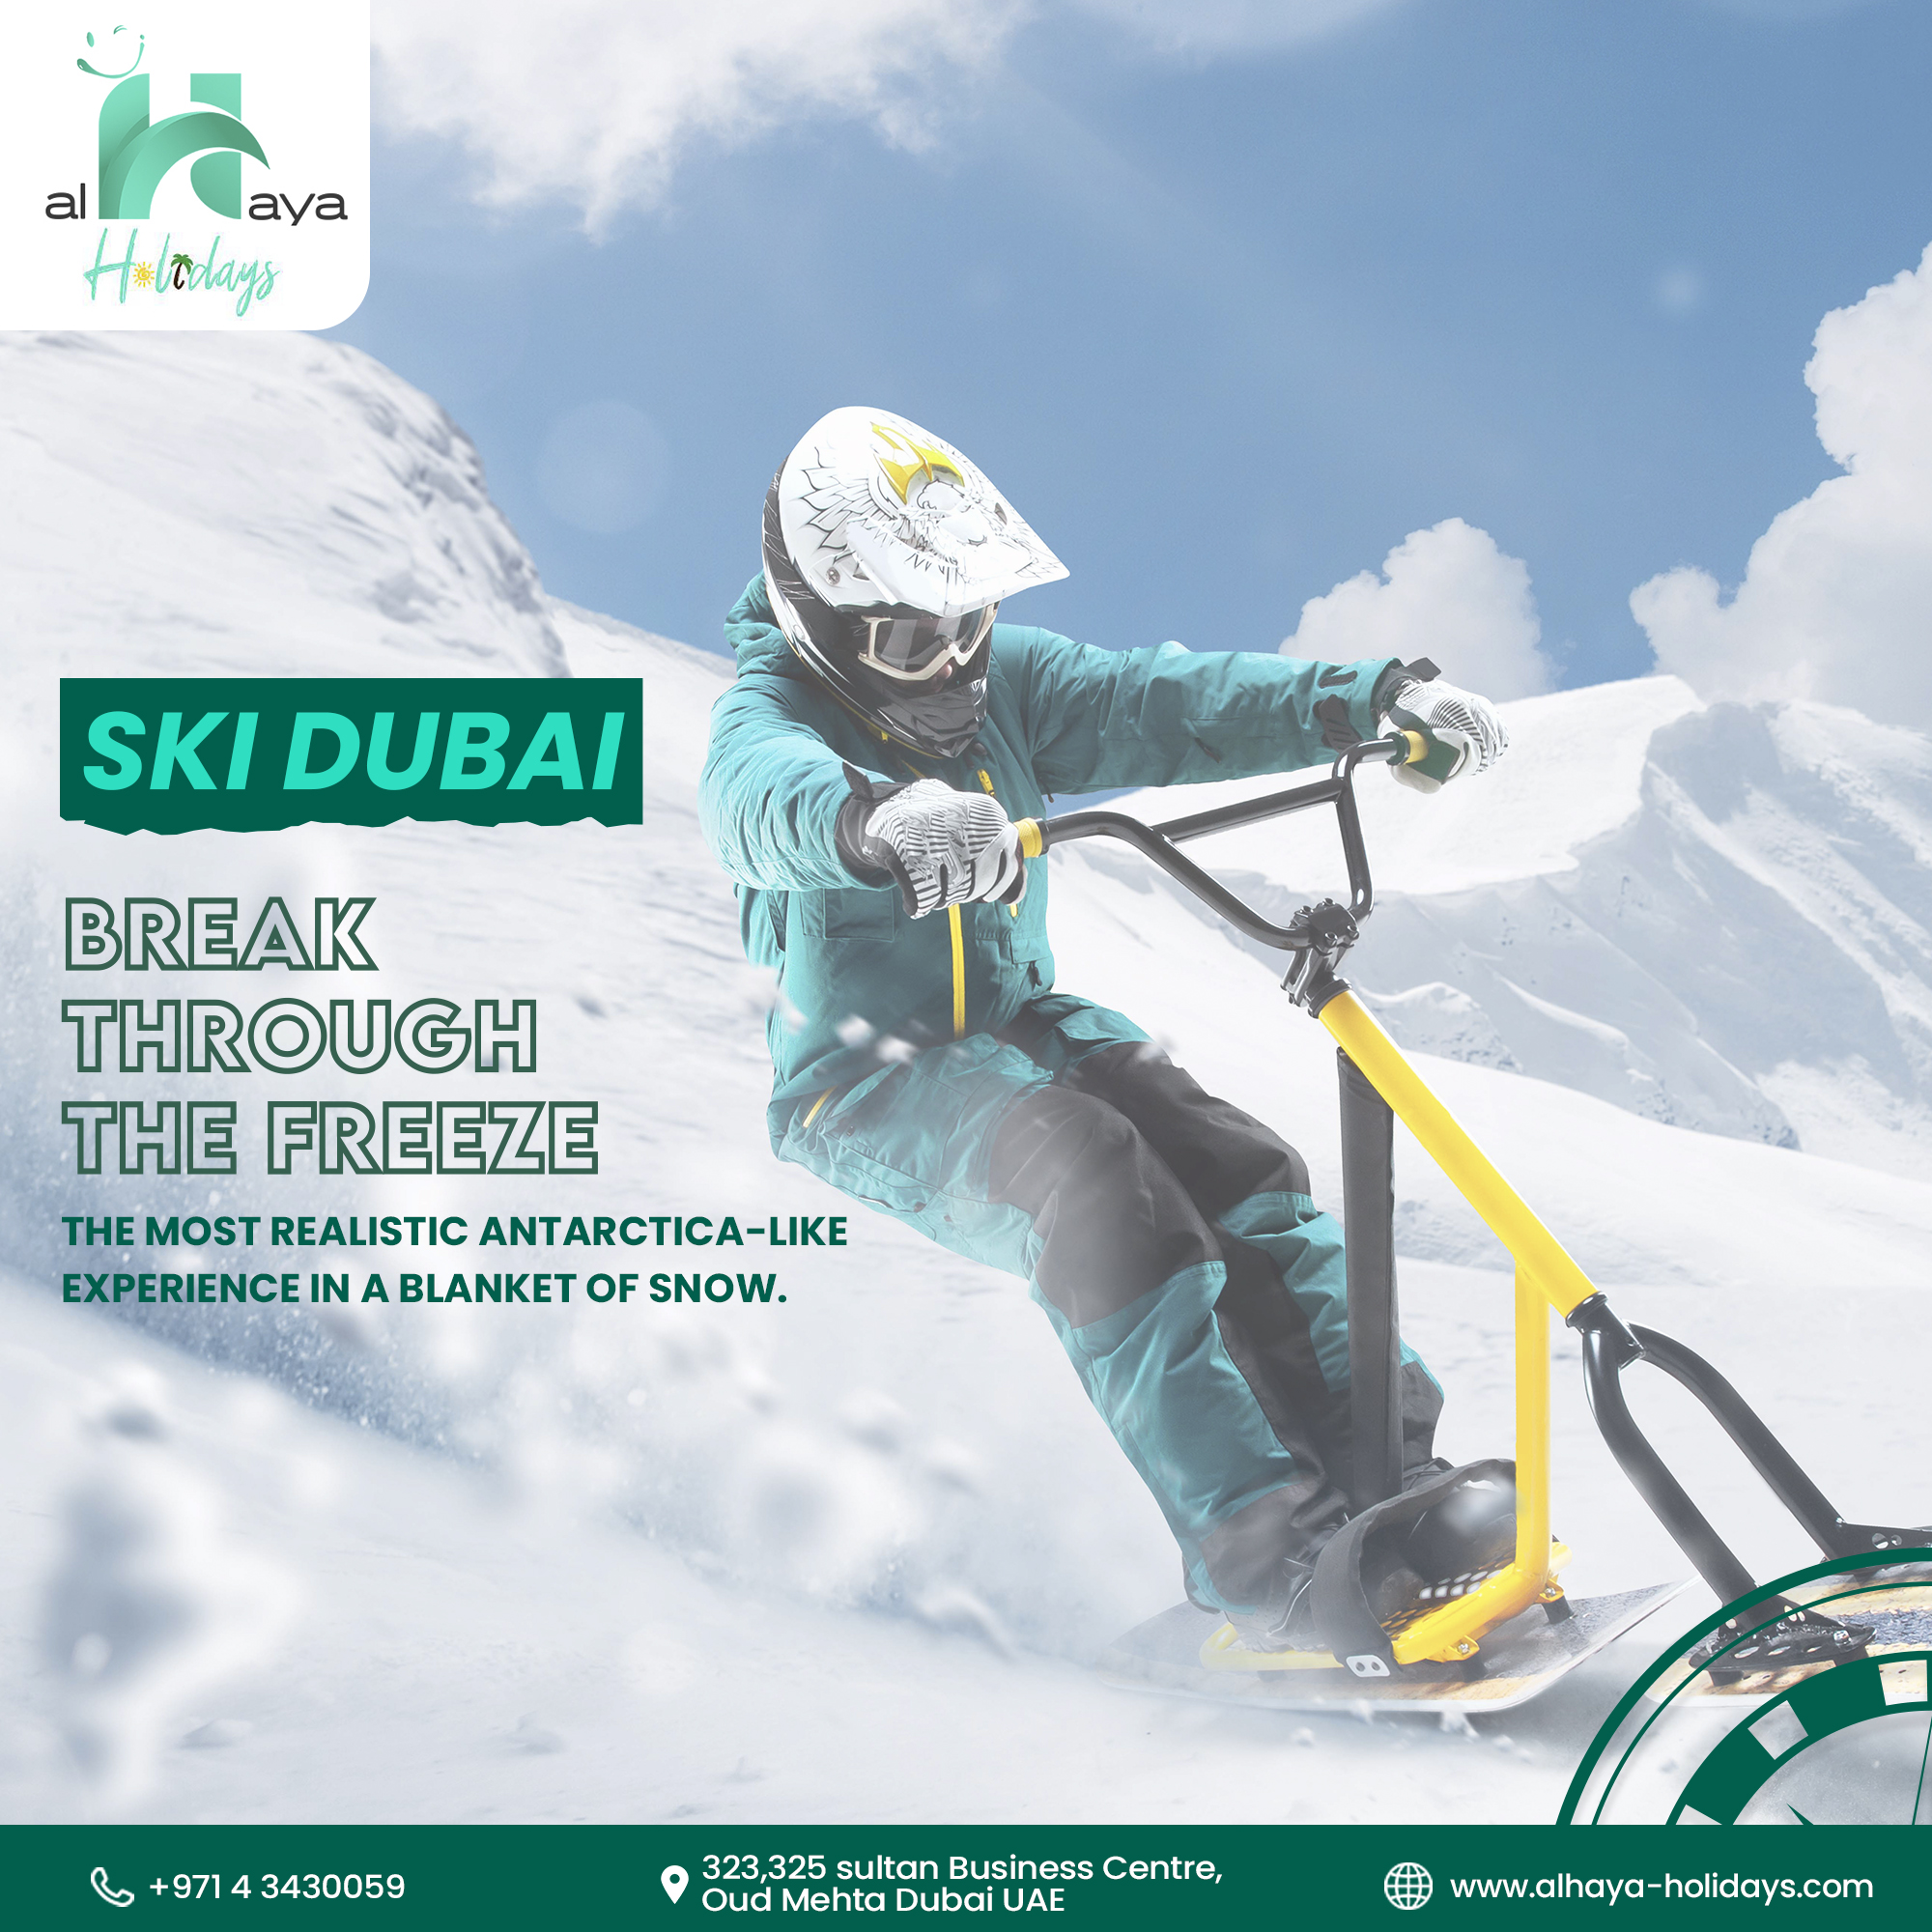 al Haya
Holidays
SKI DUBAI
BREAK
THROUGH
THE FREEZE
THE MOST REALISTIC ANTARCTICA-LIKE
EXPERIENCE IN A BLANKET OF SNOW.
+971 4 3430059
323,325 sultan Business Centre,
Oud Mehta Dubai UAE
www.alhaya-holidays.com